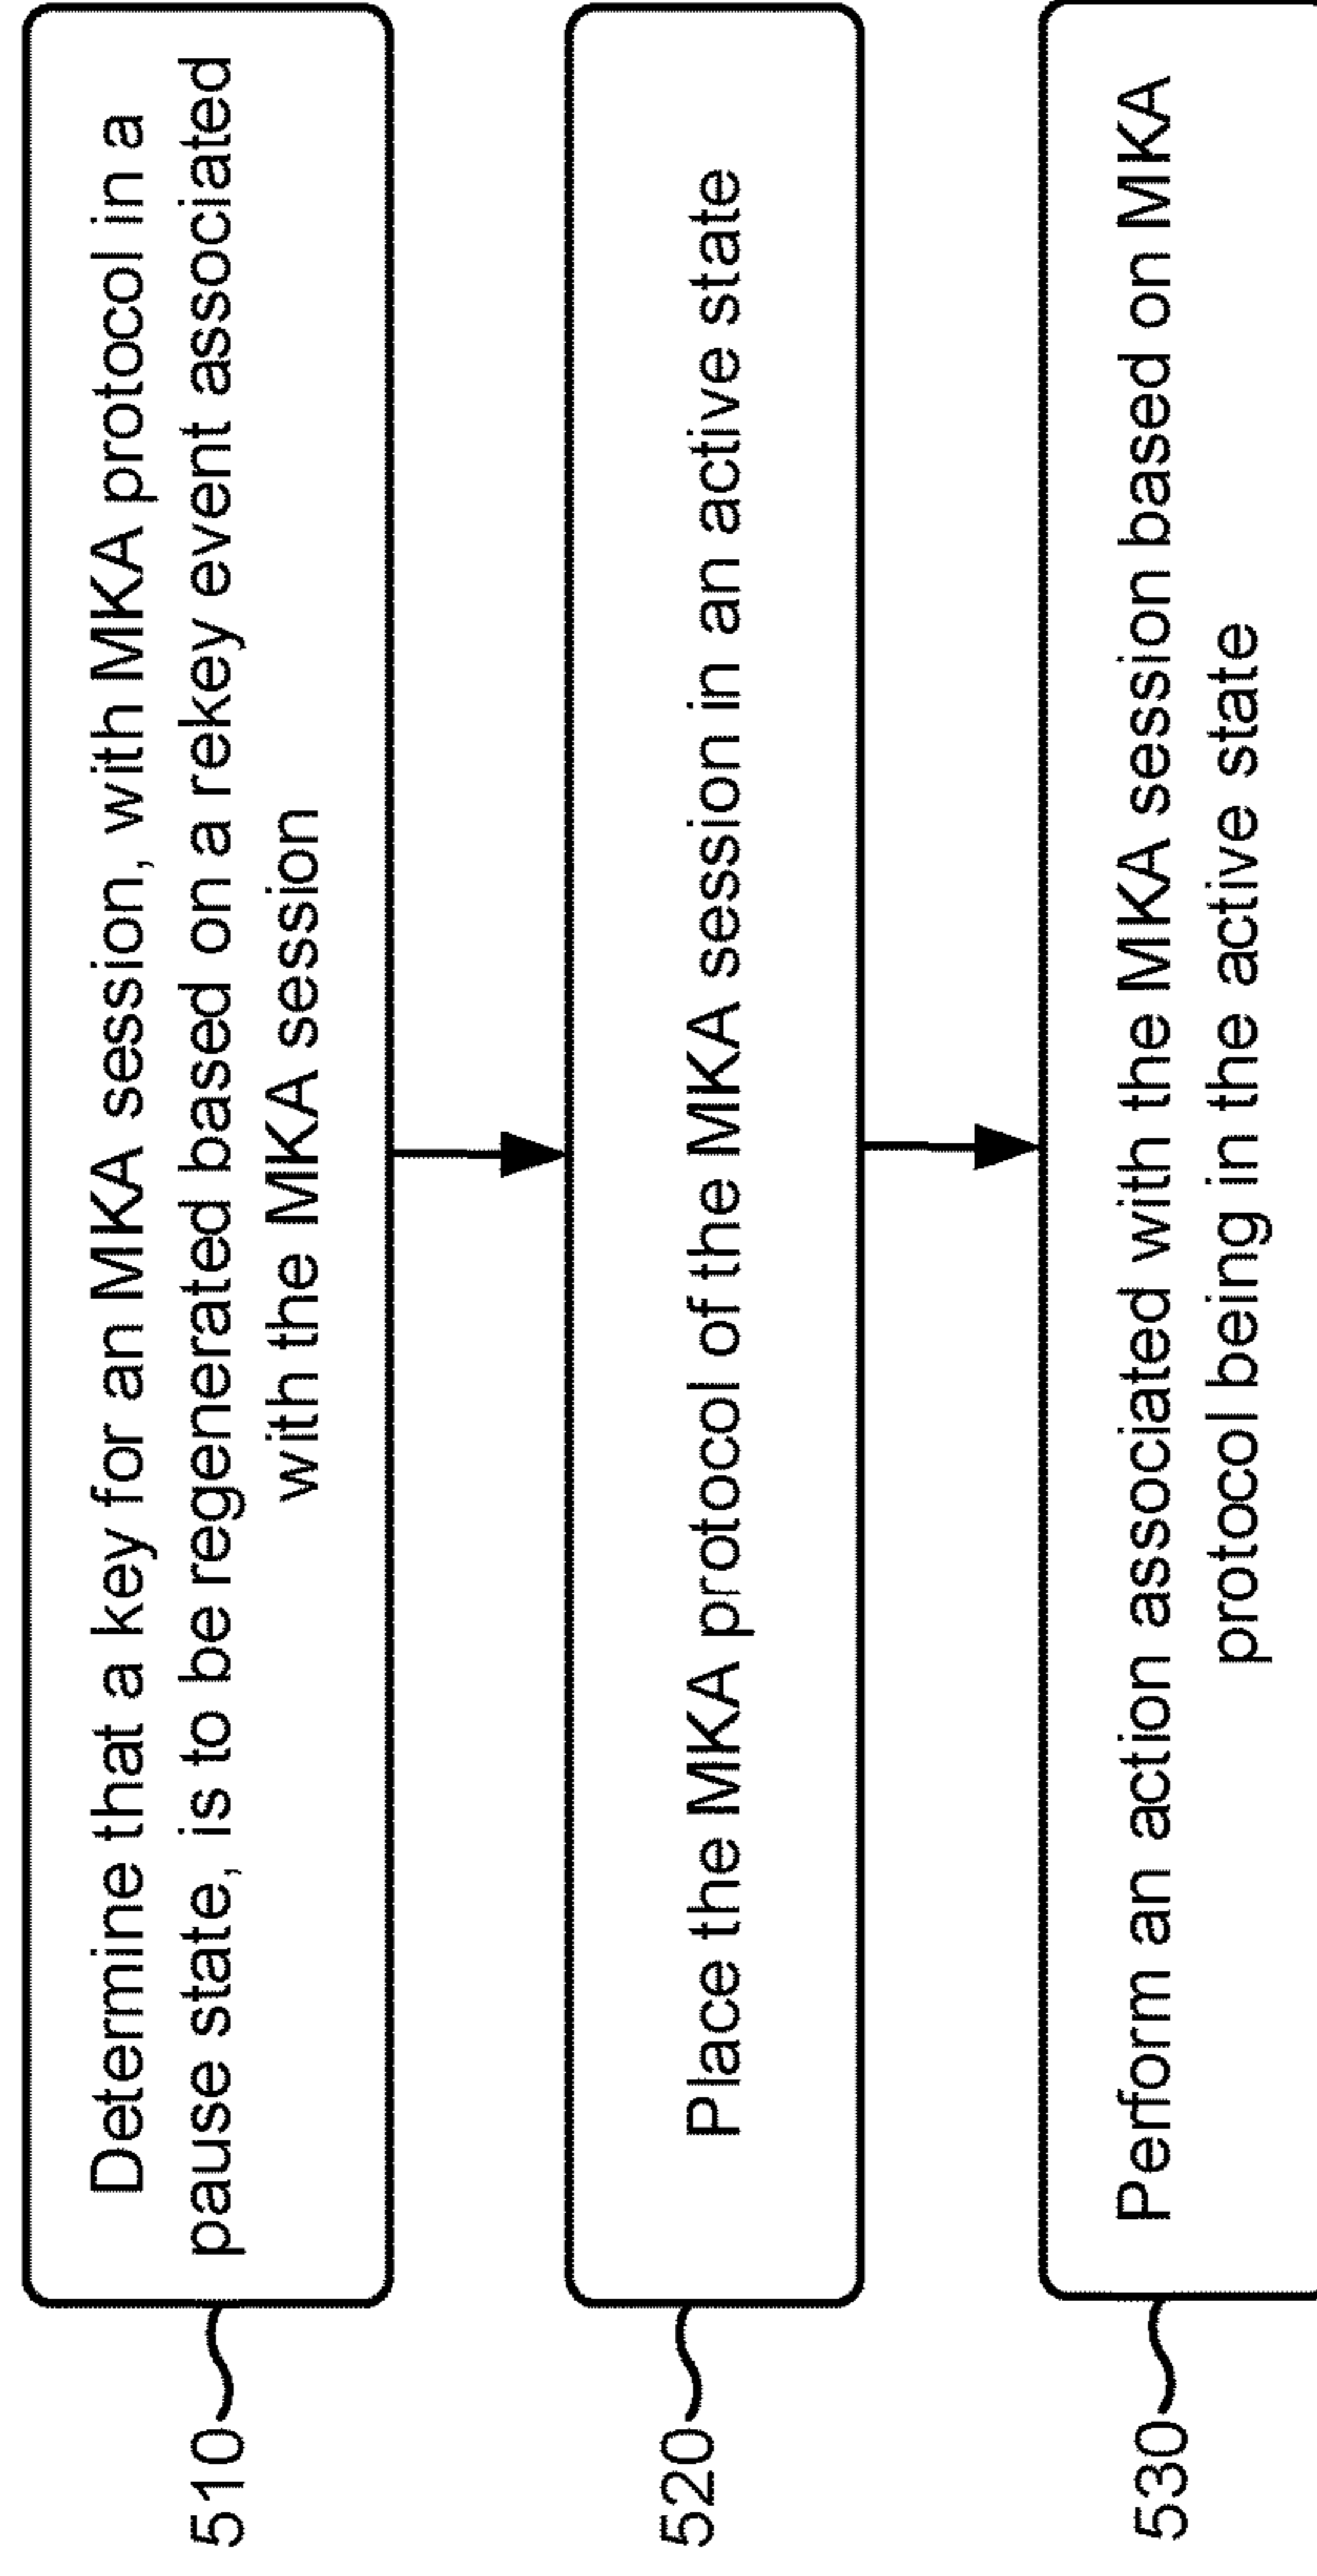 510
Determine that a key for an MKA session, with MKA protocol in a
pause state, is to be regenerated based on a rekey event associated
with the MKA session
520
Place the MKA protocol of the MKA session in an active state
530
Perform an action associated with the MKA session based on MKA
protocol being in the active state